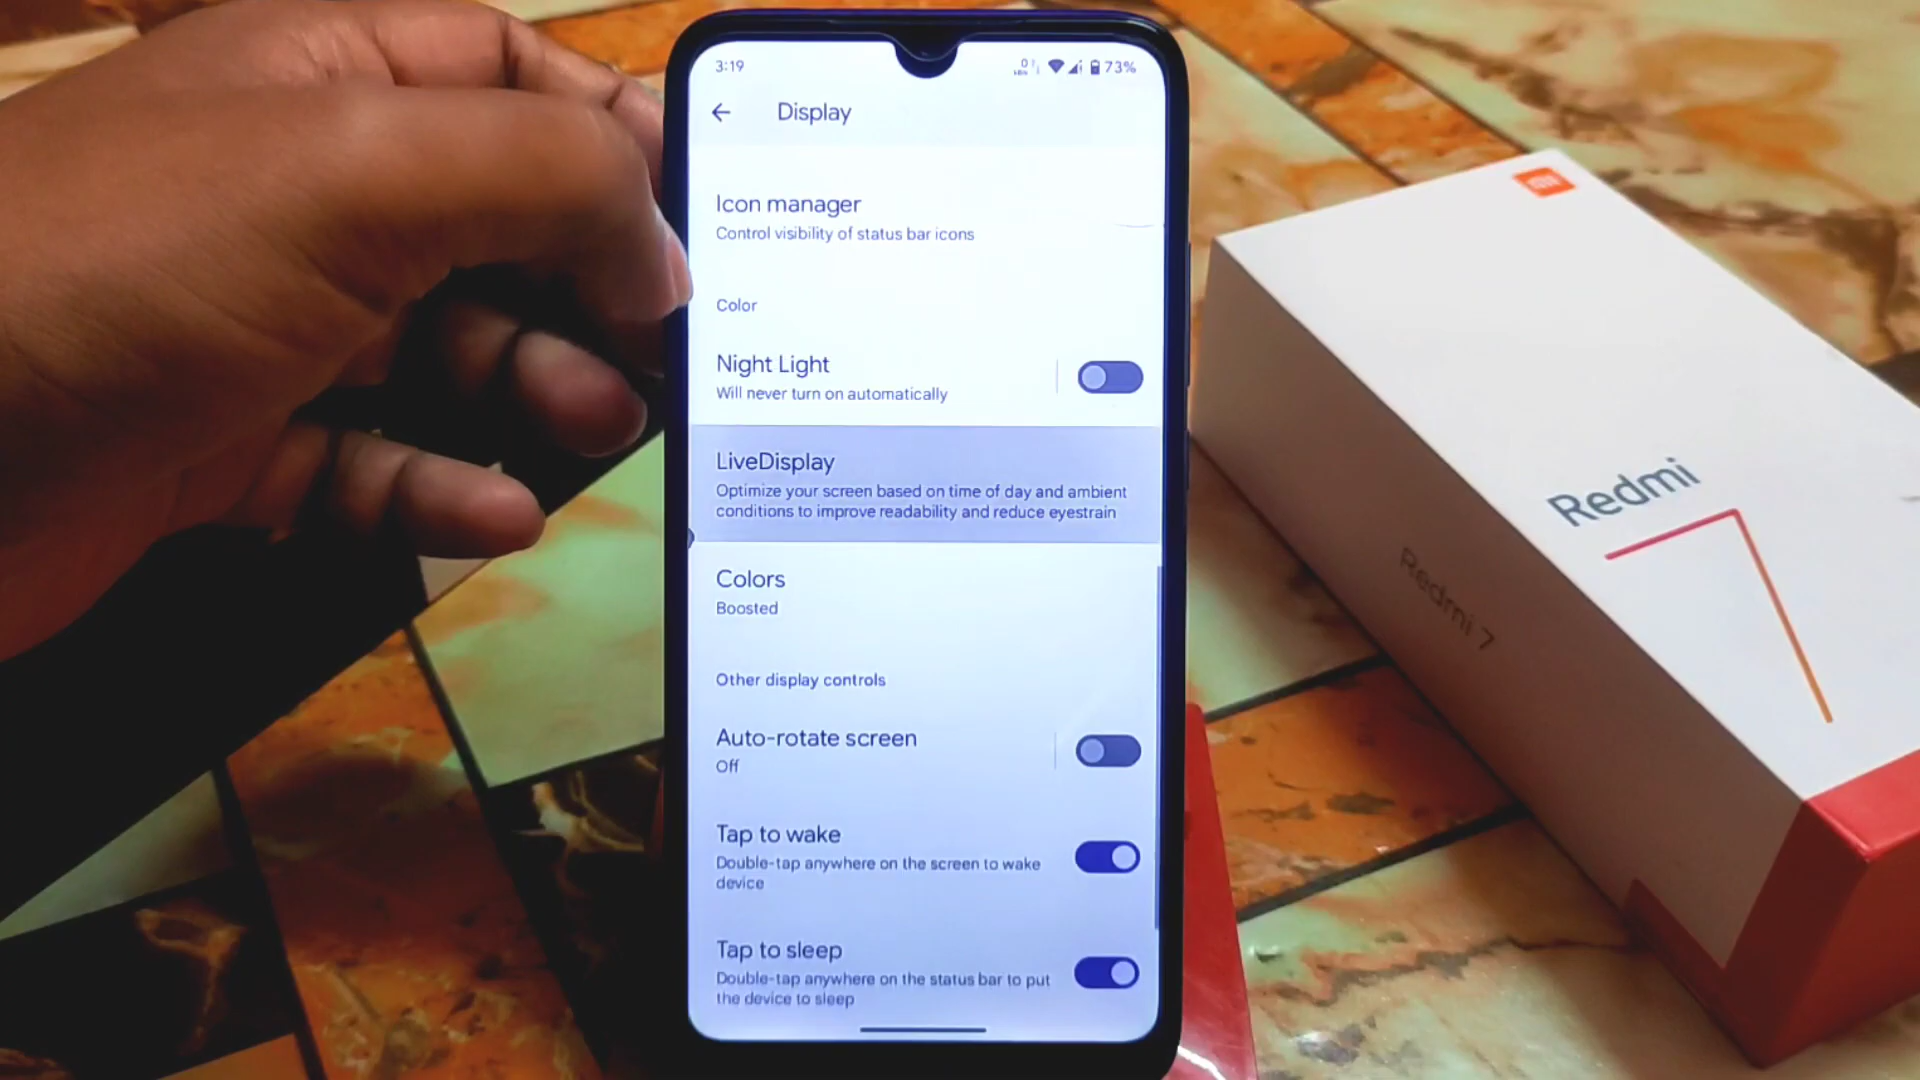 3:19
73%
Display
Icon manager
Control visibility of status bar icons
Color
Night Light
Will never turn on automatically
LiveDisplay
Optimize your screen based on time of day and ambient
conditions to improve readability and reduce eyestrain
Colors
Boosted
Other display controls
Auto-rotate screen
Off
Tap to wake
Double-tap anywhere on the screen to wake
device
Tap to sleep
Double-tap anywhere on the status bar to put
the device to sleep
mi
Redmi
7
Redmi 7